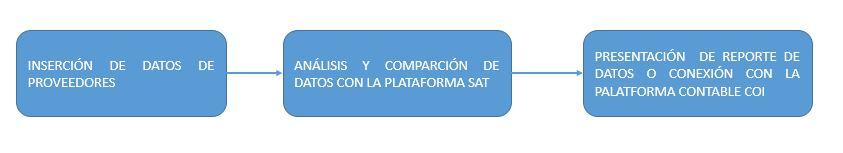 INSERCIÓN DE DATOS DE
PROVEEDORES
ANÁLISIS Y COMPARCIÓN DE
DATOS CON LA PLATAFORMA SAT
PRESENTACIÓN DE REPORTE DE
DATOS O CONEXIÓN CON LA
PALATFORMA CONTABLE COI